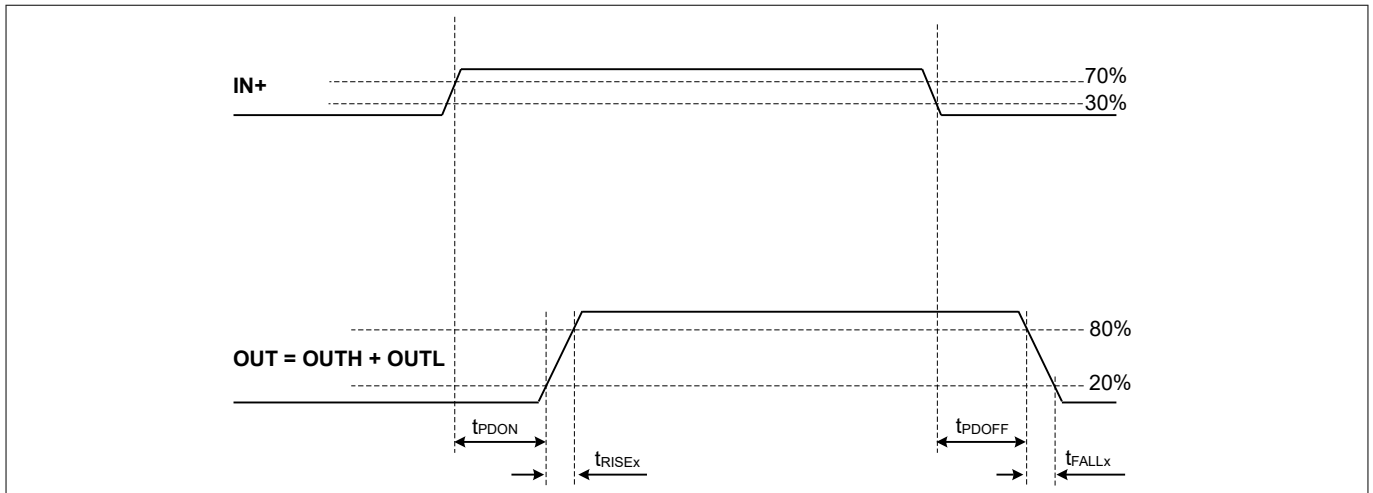 IN+
70%
30%
80%
OUT = OUTH + OUTL
20%
tPDON
tPDOFF
tRISEx
tFALLx